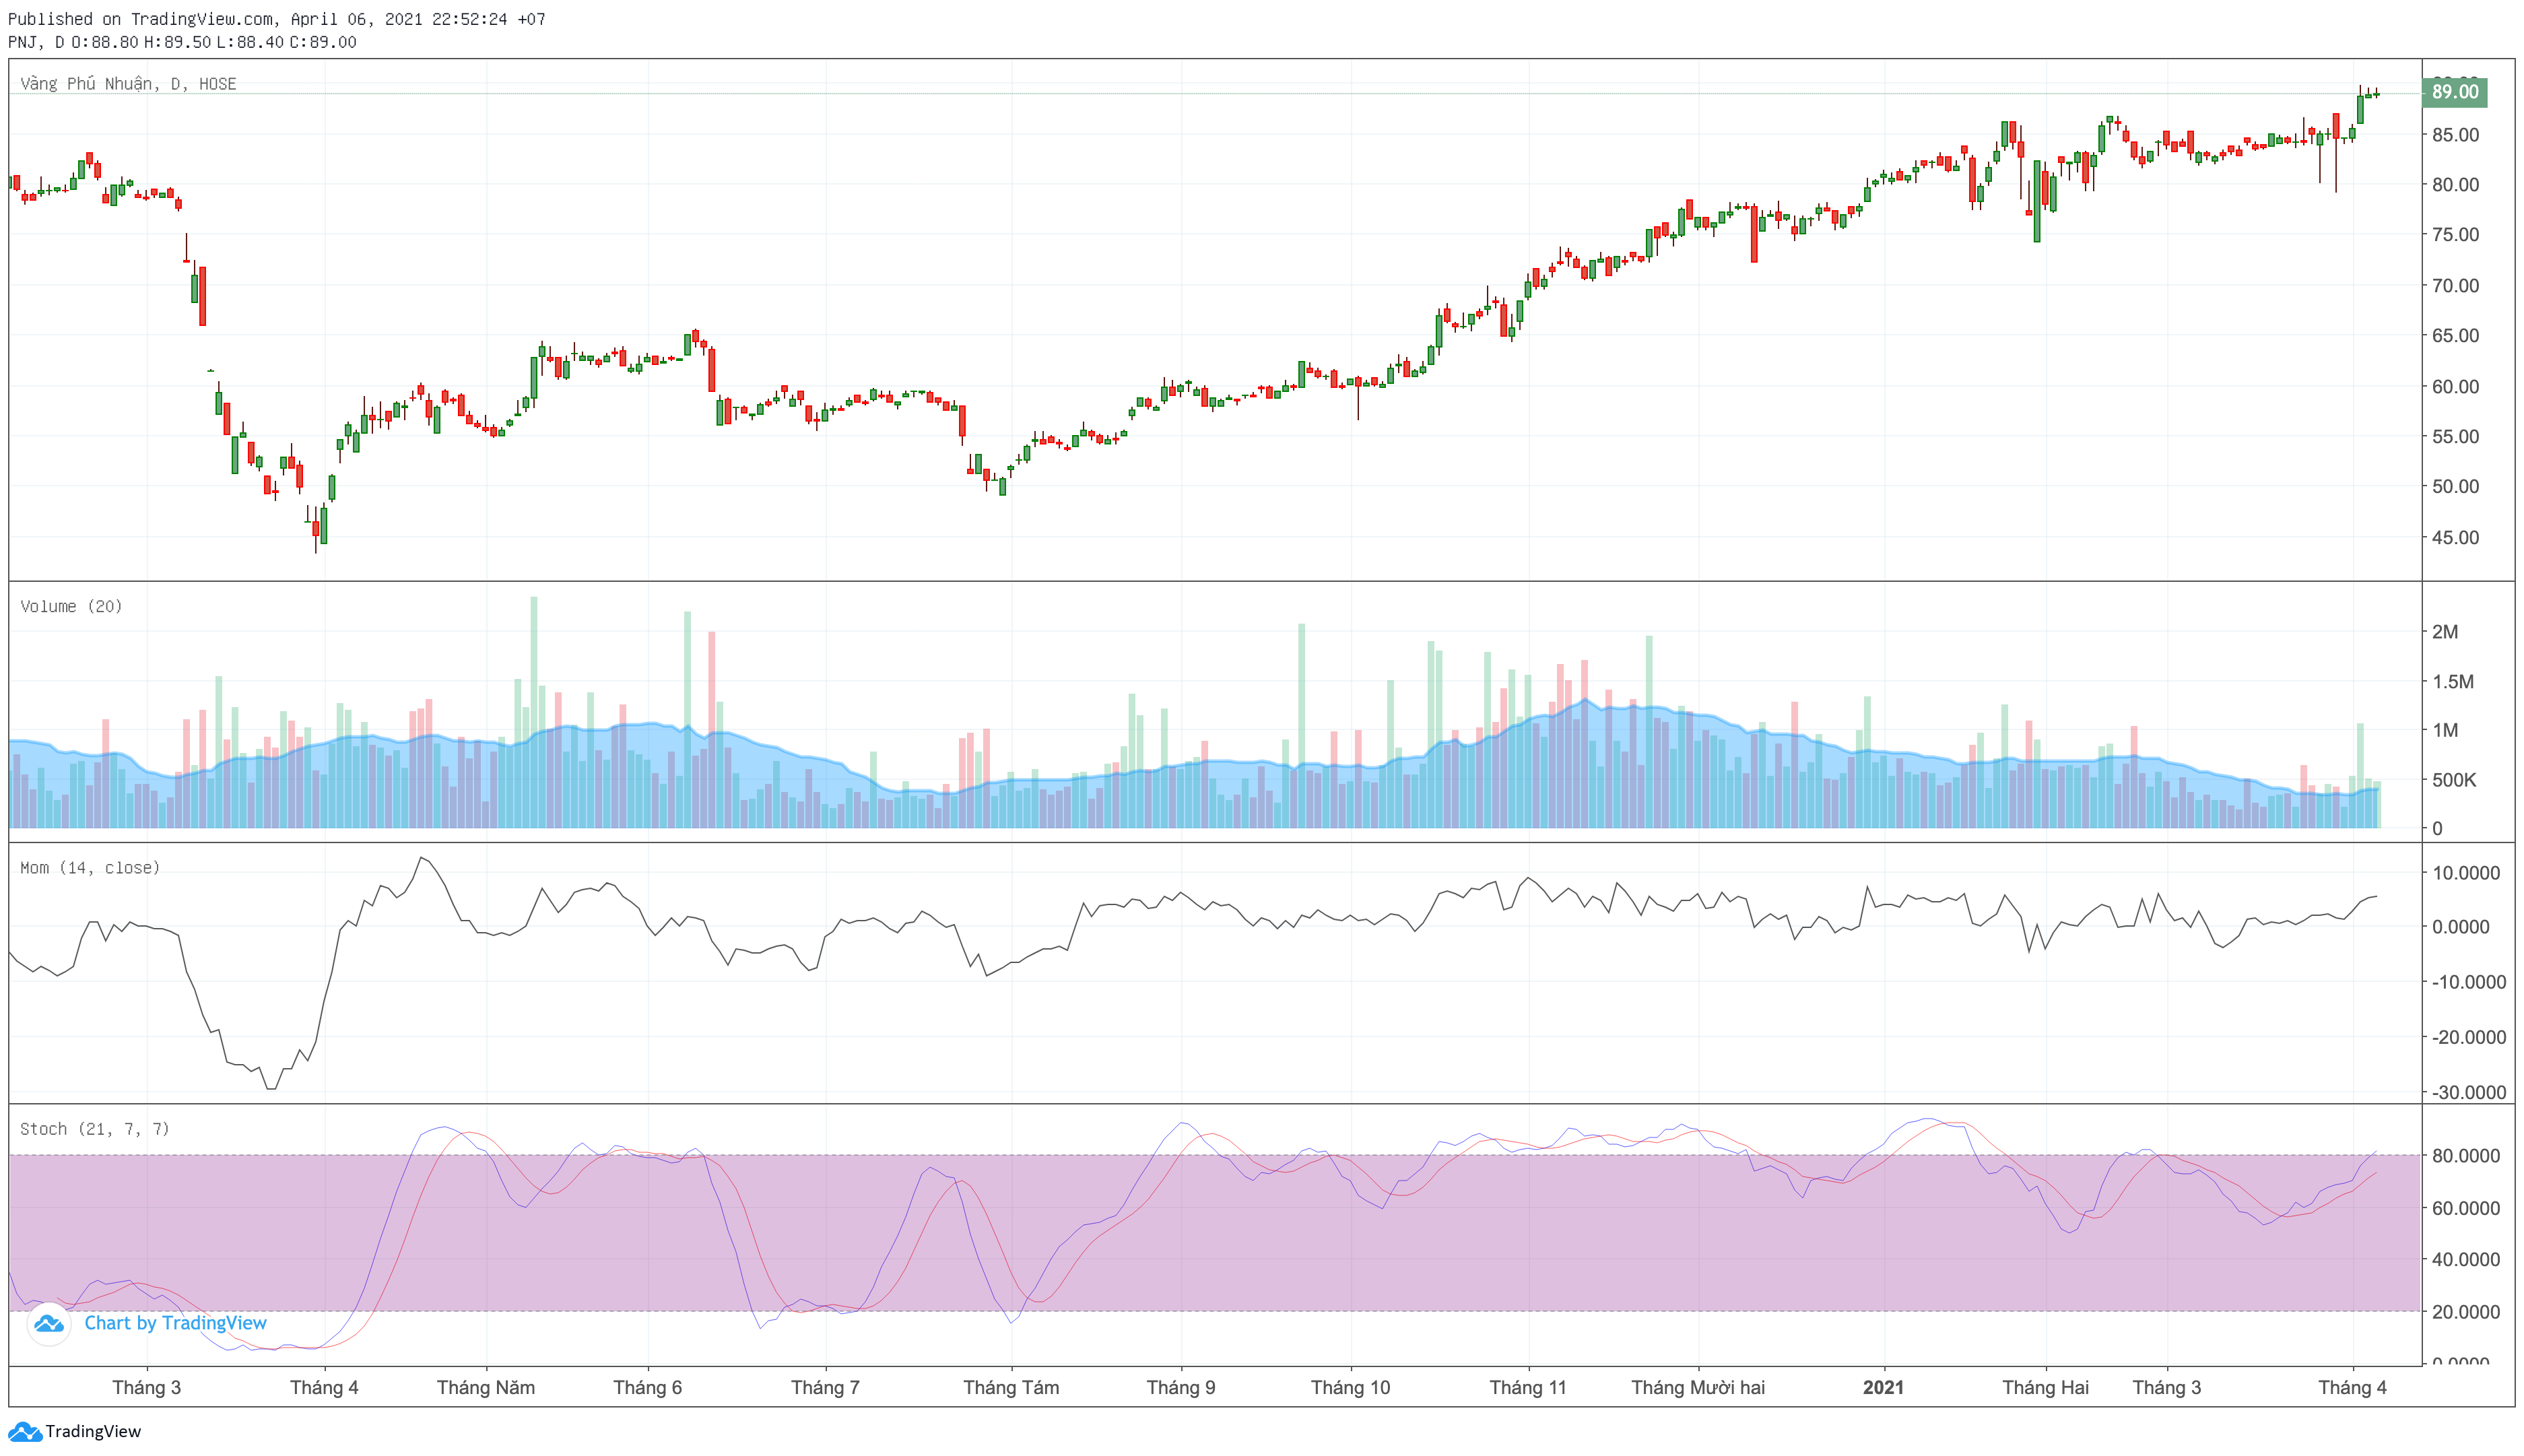 Published on TradingView.com, April 06, 2021 22:52:24 +07
PNJ, D O:88.80 H:89.50 L:88.40 C:89.00
Vàng Phú Nhuận, D, HOSE
89.00
85.00
80.00
75.00
70.00
65.00
60.00
55.00
50.00
45.00
Volume (20)
2M
1.5M
1M
500K
0
Mom (14, close)
10.0000
0.0000
-10.0000
-20.0000
-30.0000
Stoch (21, 7, 7)
80.0000
60.0000
40.0000
20.0000
0.0000
Chart by TradingView
Tháng 3 Tháng 4 Tháng Năm Tháng 6 Tháng 7 Tháng Tám Tháng 9 Tháng 10 Tháng 11 Tháng Mười hai 2021 Tháng Hai Tháng 3 Tháng 4
TradingView